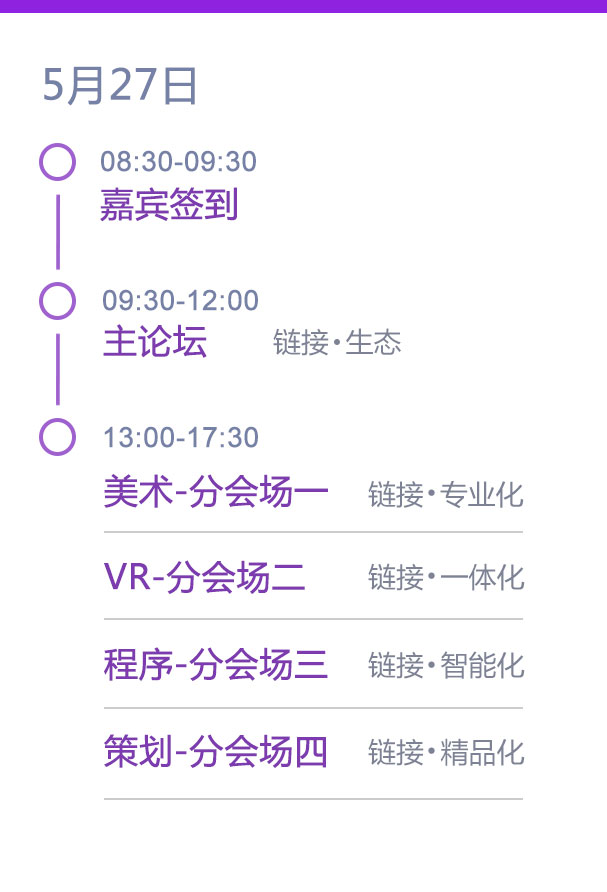 5月27日
08:30-09:30
嘉宾签到
09:30-12:00
主论坛 链接·生态
13:00-17:30
美术-分会场一 链接·专业化
VR-分会场二 链接·一体化
程序-分会场三 链接·智能化
策划-分会场四 链接·精品化